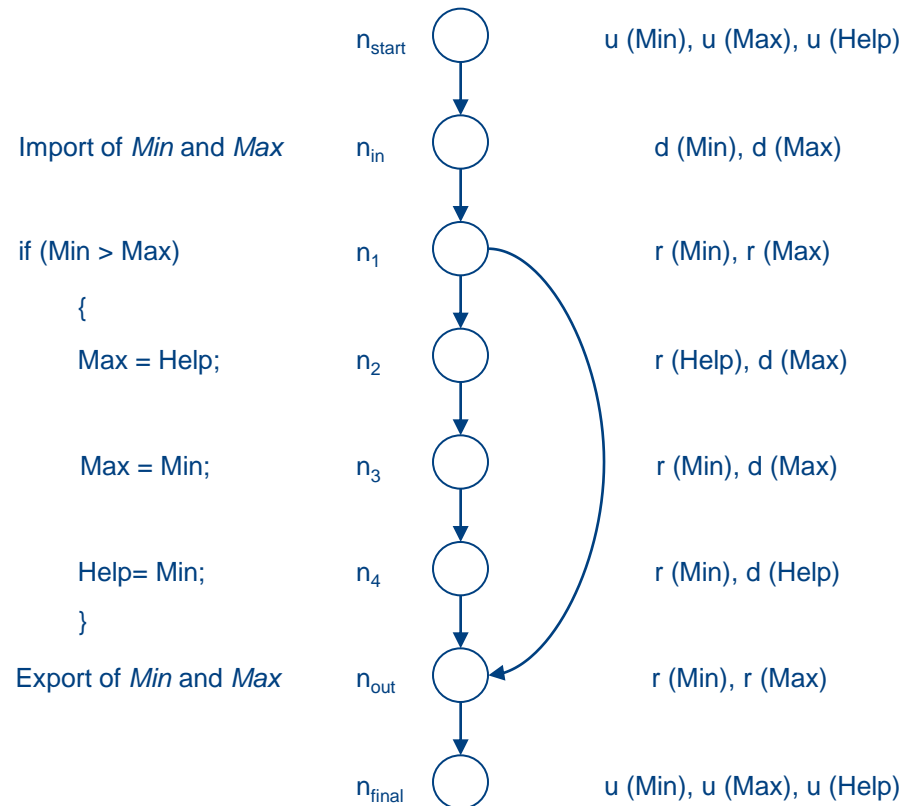 n_start u (Min), u (Max), u (Help)
Import of Min and Max n_in d (Min), d (Max)
if (Min > Max) n_1 r (Min), r (Max)
{
Max = Help; n_2 r (Help), d (Max)
Max = Min; n_3 r (Min), d (Max)
Help= Min; n_4 r (Min), d (Help)
}
Export of Min and Max n_out r (Min), r (Max)
n_final u (Min), u (Max), u (Help)